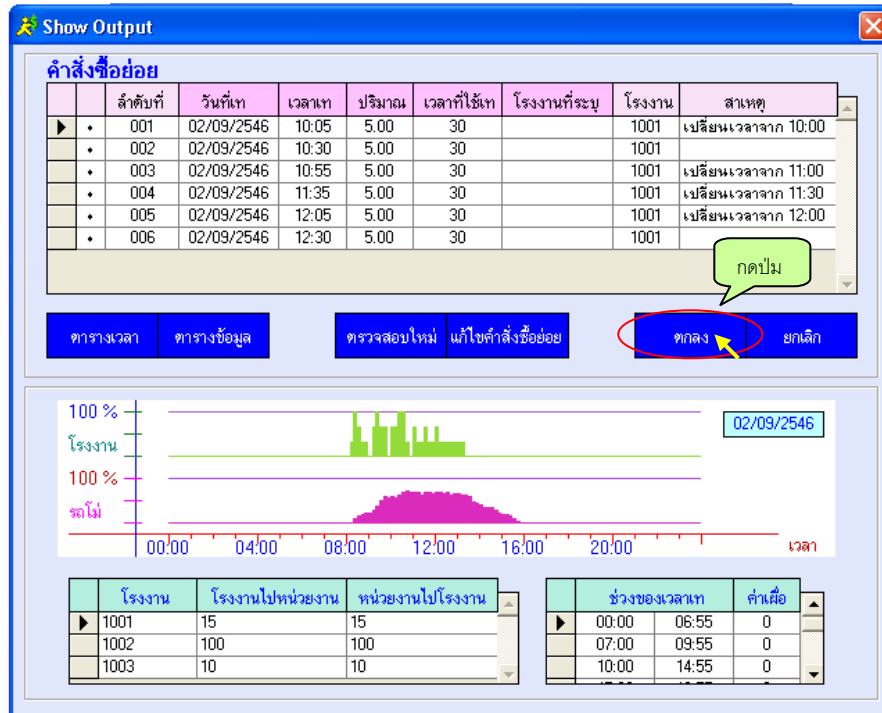 Show Output
คำสั่งซื้อย่อย
ลำดับที่ วันที่เท เวลาเท ปริมาณ เวลาที่ใช้เท โรงงานที่ระบุ โรงงาน สาเหตุ
001 02/09/2546 10:05 5.00 30 1001 เปลี่ยนเวลาจาก 10:00
002 02/09/2546 10:30 5.00 30 1001
003 02/09/2546 10:55 5.00 30 1001 เปลี่ยนเวลาจาก 11:00
004 02/09/2546 11:35 5.00 30 1001 เปลี่ยนเวลาจาก 11:30
005 02/09/2546 12:05 5.00 30 1001 เปลี่ยนเวลาจาก 12:00
006 02/09/2546 12:30 5.00 30 1001
กดปุ่ม
ตารางเวลา ตารางข้อมูล ตรวจสอบใหม่ แก้ไขคำสั่งซื้อย่อย ตกลง ยกเลิก
100 %
02/09/2546
โรงงาน
100 %
รถโม่
00:00 04:00 08:00 12:00 16:00 20:00 เวลา
โรงงาน โรงงานไปหน่วยงาน หน่วยงานไปโรงงาน
1001 15 15
1002 100 100
1003 10 10
ช่วงของเวลาเท ค่าเผื่อ
00:00 06:55 0
07:00 09:55 0
10:00 14:55 0